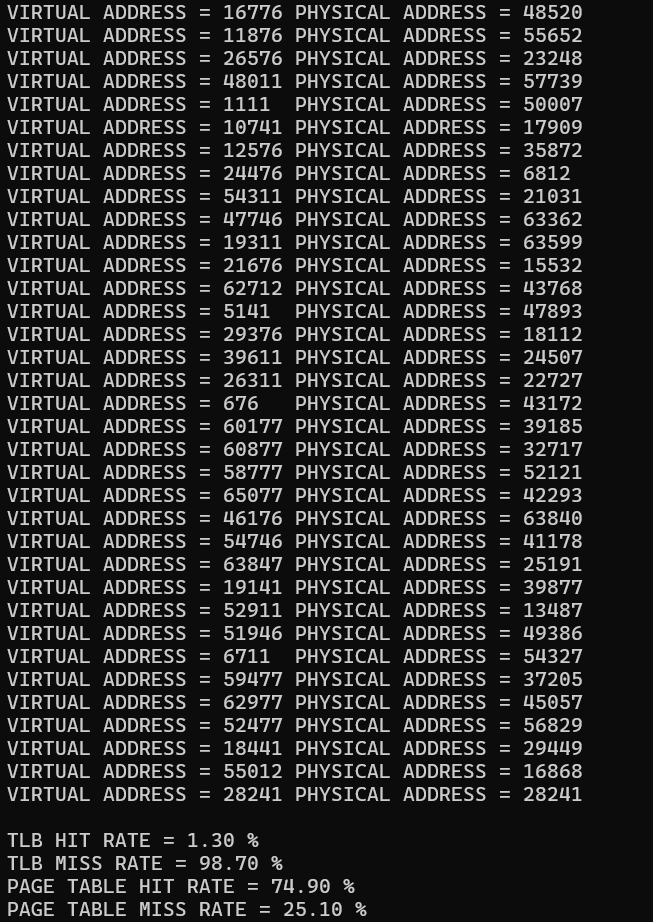 VIRTUAL ADDRESS = 16776 PHYSICAL ADDRESS = 48520
VIRTUAL ADDRESS = 11876 PHYSICAL ADDRESS = 55652
VIRTUAL ADDRESS = 26576 PHYSICAL ADDRESS = 23248
VIRTUAL ADDRESS = 48011 PHYSICAL ADDRESS = 57739
VIRTUAL ADDRESS = 1111  PHYSICAL ADDRESS = 50007
VIRTUAL ADDRESS = 10741 PHYSICAL ADDRESS = 17909
VIRTUAL ADDRESS = 12576 PHYSICAL ADDRESS = 35872
VIRTUAL ADDRESS = 24476 PHYSICAL ADDRESS = 6812
VIRTUAL ADDRESS = 54311 PHYSICAL ADDRESS = 21031
VIRTUAL ADDRESS = 47746 PHYSICAL ADDRESS = 63362
VIRTUAL ADDRESS = 19311 PHYSICAL ADDRESS = 63599
VIRTUAL ADDRESS = 21676 PHYSICAL ADDRESS = 15532
VIRTUAL ADDRESS = 62712 PHYSICAL ADDRESS = 43768
VIRTUAL ADDRESS = 5141  PHYSICAL ADDRESS = 47893
VIRTUAL ADDRESS = 29376 PHYSICAL ADDRESS = 18112
VIRTUAL ADDRESS = 39611 PHYSICAL ADDRESS = 24507
VIRTUAL ADDRESS = 26311 PHYSICAL ADDRESS = 22727
VIRTUAL ADDRESS = 676   PHYSICAL ADDRESS = 43172
VIRTUAL ADDRESS = 60177 PHYSICAL ADDRESS = 39185
VIRTUAL ADDRESS = 60877 PHYSICAL ADDRESS = 32717
VIRTUAL ADDRESS = 58777 PHYSICAL ADDRESS = 52121
VIRTUAL ADDRESS = 65077 PHYSICAL ADDRESS = 42293
VIRTUAL ADDRESS = 46176 PHYSICAL ADDRESS = 63840
VIRTUAL ADDRESS = 54746 PHYSICAL ADDRESS = 41178
VIRTUAL ADDRESS = 63847 PHYSICAL ADDRESS = 25191
VIRTUAL ADDRESS = 19141 PHYSICAL ADDRESS = 39877
VIRTUAL ADDRESS = 52911 PHYSICAL ADDRESS = 13487
VIRTUAL ADDRESS = 51946 PHYSICAL ADDRESS = 49386
VIRTUAL ADDRESS = 6711  PHYSICAL ADDRESS = 54327
VIRTUAL ADDRESS = 59477 PHYSICAL ADDRESS = 37205
VIRTUAL ADDRESS = 62977 PHYSICAL ADDRESS = 45057
VIRTUAL ADDRESS = 52477 PHYSICAL ADDRESS = 56829
VIRTUAL ADDRESS = 18441 PHYSICAL ADDRESS = 29449
VIRTUAL ADDRESS = 55012 PHYSICAL ADDRESS = 16868
VIRTUAL ADDRESS = 28241 PHYSICAL ADDRESS = 28241

TLB HIT RATE = 1.30 %
TLB MISS RATE = 98.70 %
PAGE TABLE HIT RATE = 74.90 %
PAGE TABLE MISS RATE = 25.10 %